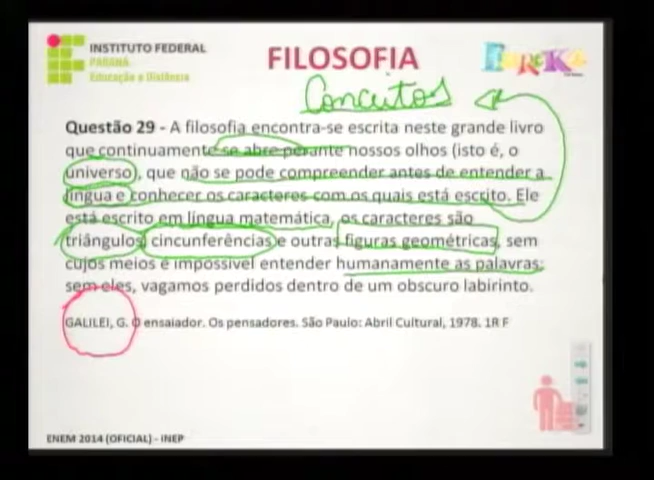 INSTITUTO FEDERAL
PARANÁ
Educação a Distância
FILOSOFIA
EUREKA
Conceitos
Questão 29 - A filosofia encontra-se escrita neste grande livro
que continuamente se abre perante nossos olhos (isto é, o
universo), que não se pode compreender antes de entender a
língua e conhecer os caracteres com os quais está escrito. Ele
está escrito em língua matemática, os caracteres são
triângulos, cincunferências e outras figuras geométricas, sem
cujos meios é impossível entender humanamente as palavras;
sem eles, vagamos perdidos dentro de um obscuro labirinto.
GALILEI, G. O ensaiador. Os pensadores. São Paulo: Abril Cultural, 1978. 1R F
ENEM 2014 (OFICIAL) - INEP